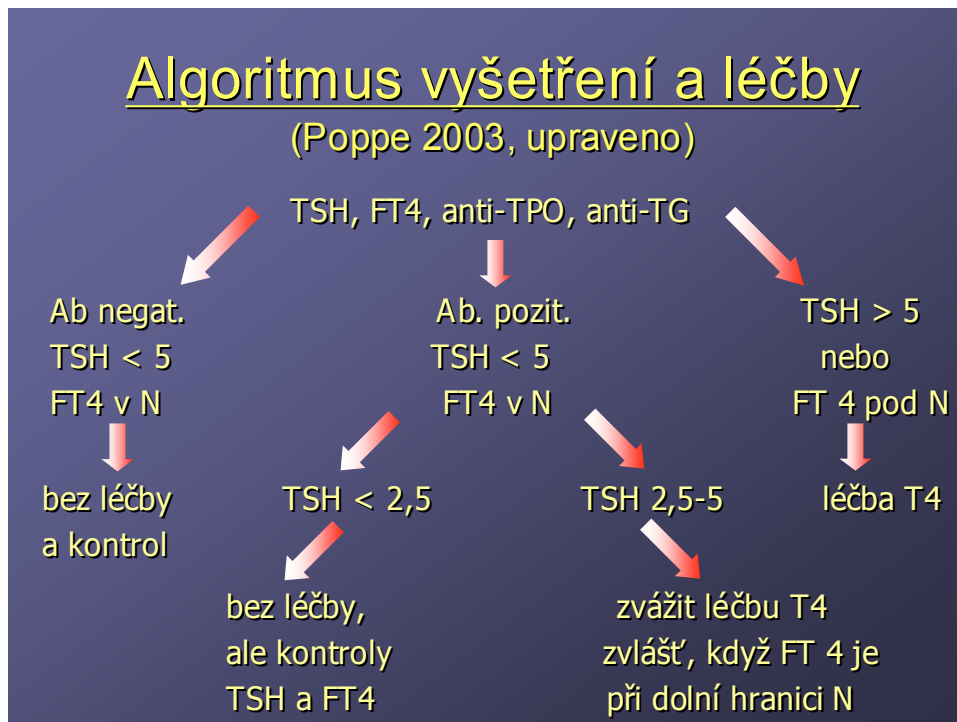 Algoritmus vyšetření a léčby
(Poppe 2003, upraveno)
TSH, FT4, anti-TPO, anti-TG
Ab negat.
TSH < 5
FT4 v N
Ab. pozit.
TSH < 5
FT4 v N
TSH > 5
nebo
FT 4 pod N
bez léčby
a kontrol
TSH < 2,5
TSH 2,5-5
léčba T4
bez léčby,
ale kontroly
TSH a FT4
zvážit léčbu T4
zvlášť, když FT 4 je
při dolní hranici N